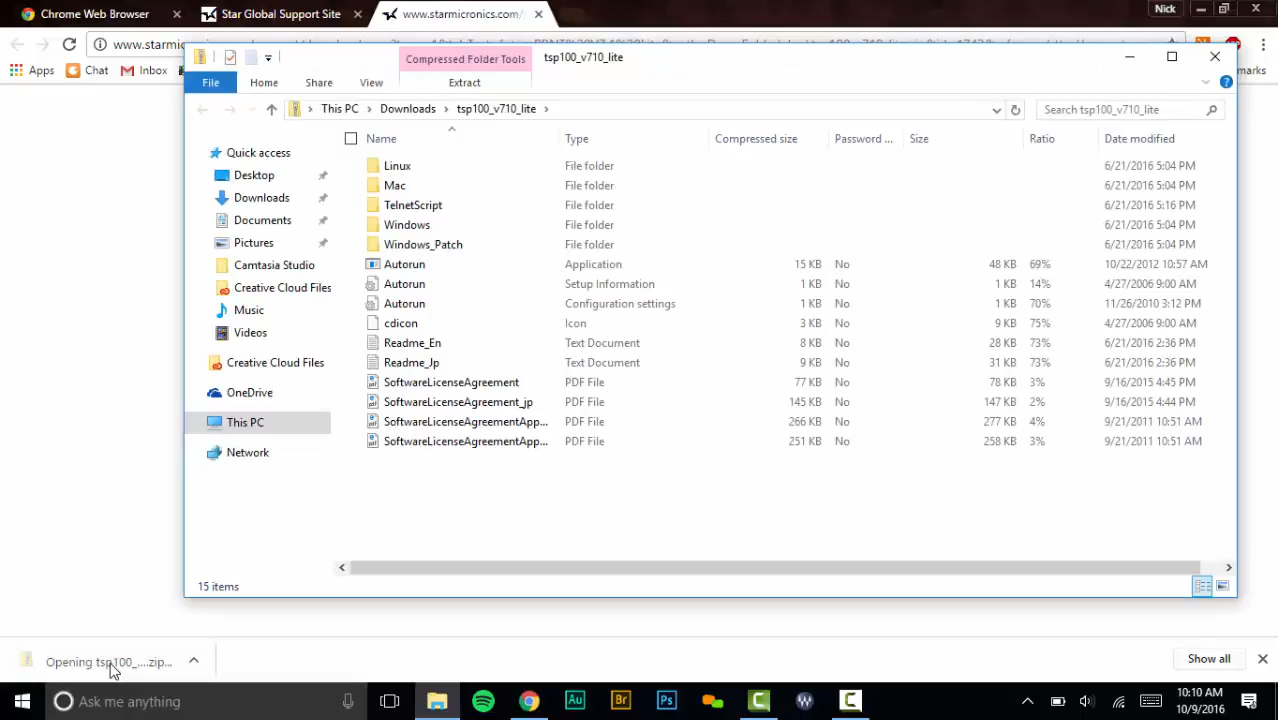 Chrome Web Browser
Star Global Support Site
www.starmicronics.com/
Nick
www.starmic
Apps
Chat
Inbox
marks
Compressed Folder Tools
tsp100_v710_lite
File
Home
Share
View
Extract
This PC
Downloads
tsp100_v710_lite
Search tsp100_v710_lite
Name
Type
Compressed size
Password ...
Size
Ratio
Date modified
Quick access
Desktop
Downloads
Documents
Pictures
Camtasia Studio
Creative Cloud Files
Music
Videos
Creative Cloud Files
OneDrive
This PC
Network
Linux File folder 6/21/2016 5:04 PM
Mac File folder 6/21/2016 5:04 PM
TelnetScript File folder 6/21/2016 5:16 PM
Windows File folder 6/21/2016 5:04 PM
Windows_Patch File folder 6/21/2016 5:04 PM
Autorun Application 15 KB No 48 KB 69% 10/22/2012 10:57 AM
Autorun Setup Information 1 KB No 1 KB 14% 4/27/2006 9:00 AM
Autorun Configuration settings 1 KB No 1 KB 70% 11/26/2010 3:12 PM
cdicon Icon 3 KB No 9 KB 75% 4/27/2006 9:00 AM
Readme_En Text Document 8 KB No 28 KB 73% 6/21/2016 2:36 PM
Readme_Jp Text Document 9 KB No 31 KB 73% 6/21/2016 2:36 PM
SoftwareLicenseAgreement PDF File 77 KB No 78 KB 3% 9/16/2015 4:45 PM
SoftwareLicenseAgreement_jp PDF File 145 KB No 147 KB 2% 9/16/2015 4:44 PM
SoftwareLicenseAgreementApp... PDF File 266 KB No 277 KB 4% 9/21/2011 10:51 AM
SoftwareLicenseAgreementApp... PDF File 251 KB No 258 KB 3% 9/21/2011 10:51 AM
15 items
Opening tsp100_....zip...
Show all
Ask me anything
Au
Br
Ps
10:10 AM
10/9/2016